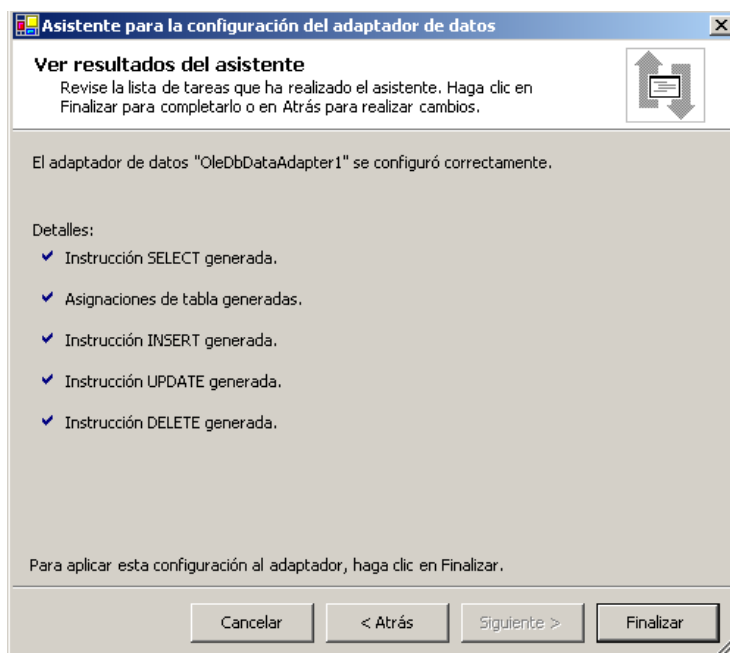 Asistente para la configuración del adaptador de datos
Ver resultados del asistente
Revise la lista de tareas que ha realizado el asistente. Haga clic en
Finalizar para completarlo o en Atrás para realizar cambios.
El adaptador de datos "OleDbDataAdapter1" se configuró correctamente.
Detalles:
Instrucción SELECT generada.
Asignaciones de tabla generadas.
Instrucción INSERT generada.
Instrucción UPDATE generada.
Instrucción DELETE generada.
Para aplicar esta configuración al adaptador, haga clic en Finalizar.
Cancelar < Atrás Siguiente > Finalizar